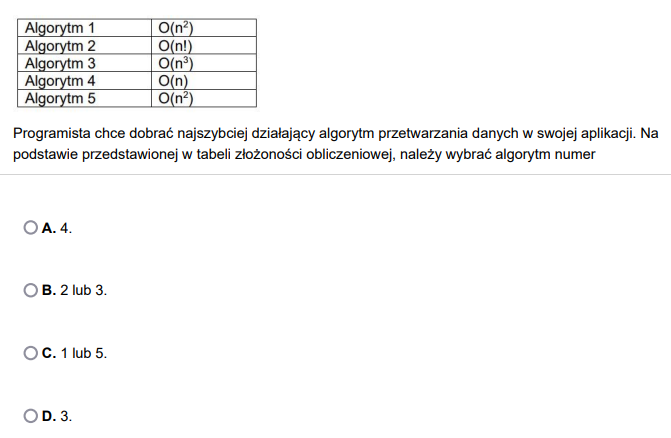 Algorytm 1 O(n²)
Algorytm 2 O(n!)
Algorytm 3 O(n³)
Algorytm 4 O(n)
Algorytm 5 O(n²)
Programista chce dobrać najszybciej działający algorytm przetwarzania danych w swojej aplikacji. Na
podstawie przedstawionej w tabeli złożoności obliczeniowej, należy wybrać algorytm numer
A. 4.
B. 2 lub 3.
C. 1 lub 5.
D. 3.